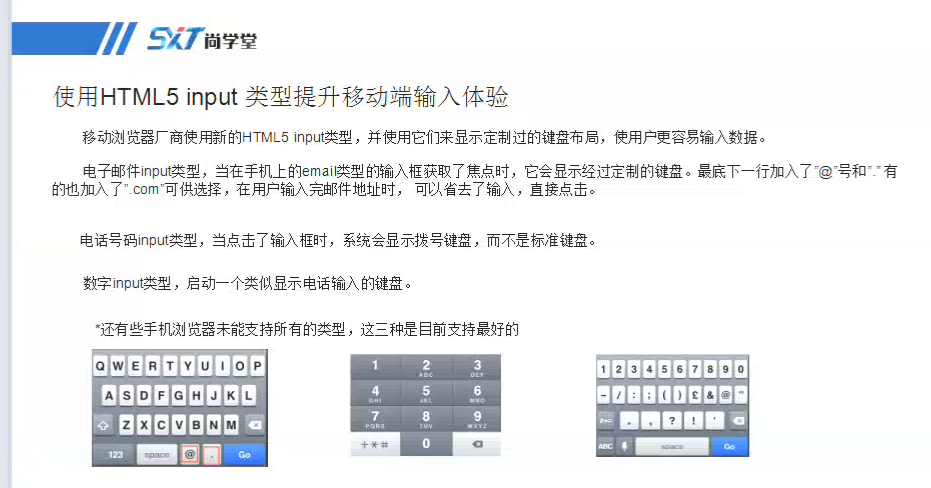 SXT尚学堂
使用HTML5 input 类型提升移动端输入体验
移动浏览器厂商使用新的HTML5 input类型，并使用它们来显示定制过的键盘布局，使用户更容易输入数据。
电子邮件input类型，当在手机上的email类型的输入框获取了焦点时，它会显示经过定制的键盘。最底下一行加入了"@"号和"." 有
的也加入了".com"可供选择，在用户输入完邮件地址时， 可以省去了输入，直接点击。
电话号码input类型，当点击了输入框时，系统会显示拨号键盘，而不是标准键盘。
数字input类型，启动一个类似显示电话输入的键盘。
*还有些手机浏览器未能支持所有的类型，这三种是目前支持最好的
Q W E R T Y U I O P
A S D F G H J K L
Z X C V B N M
123 space @ . Go
1 2 3
ABC DEF
4 5 6
GHI JKL MNO
7 8 9
PQRS TUV WXYZ
+*# 0
1 2 3 4 5 6 7 8 9 0
- / : ; ( ) £ & @ "
#+= . , ? ! '
ABC space Go